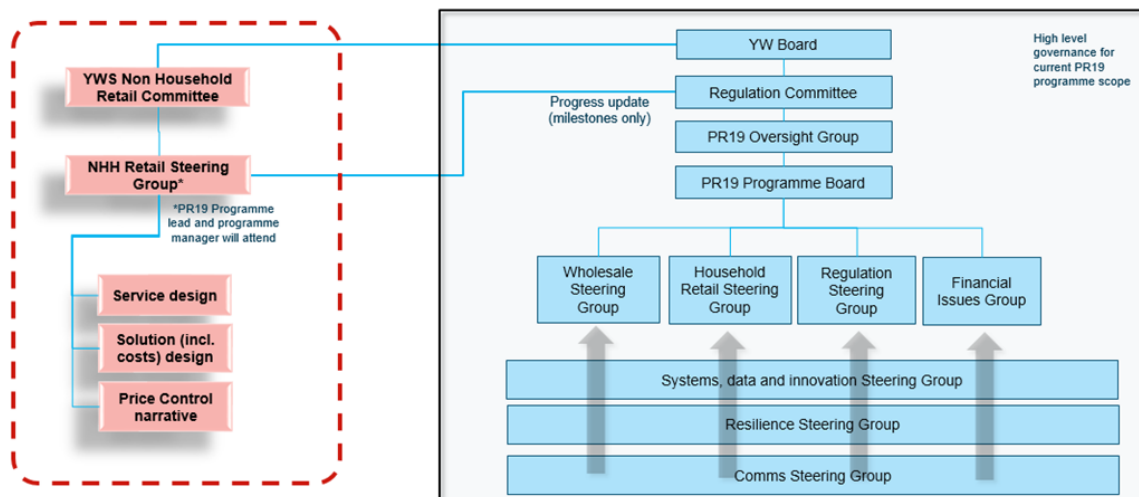 YWS Non Household
Retail Committee
NHH Retail Steering
Group*
*PR19 Programme
lead and programme
manager will attend
Service design
Solution (incl.
costs) design
Price Control
narrative
Progress update
(milestones only)
YW Board
High level
governance for
current PR19
programme scope
Regulation Committee
PR19 Oversight Group
PR19 Programme Board
Wholesale
Steering
Group
Household
Retail Steering
Group
Regulation
Steering
Group
Financial
Issues Group
Systems, data and innovation Steering Group
Resilience Steering Group
Comms Steering Group